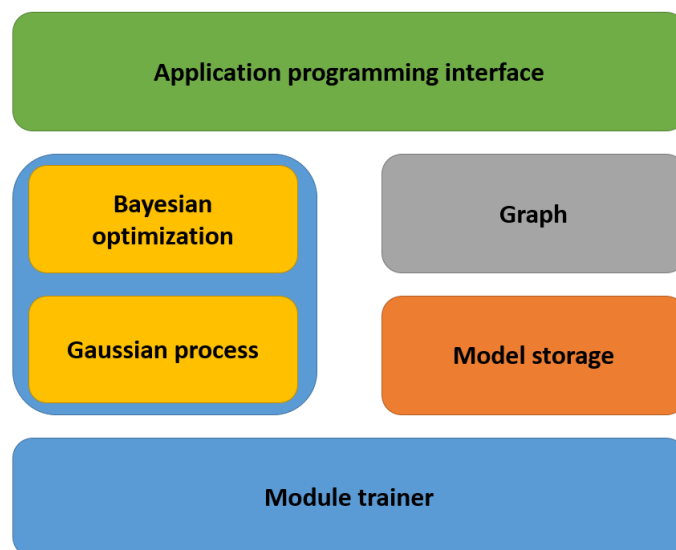 Application programming interface
Bayesian
optimization
Graph
Gaussian process
Model storage
Module trainer